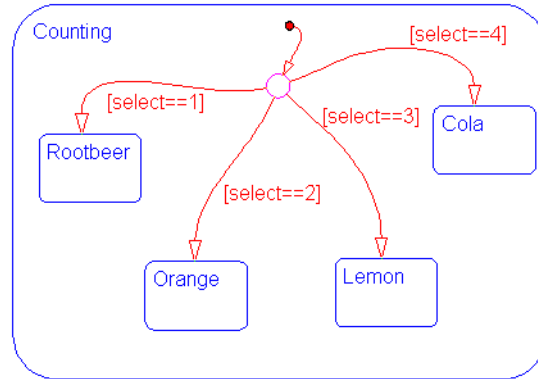 Counting
[select==4]
[select==1]
[select==3]
Cola
Rootbeer
[select==2]
Orange
Lemon